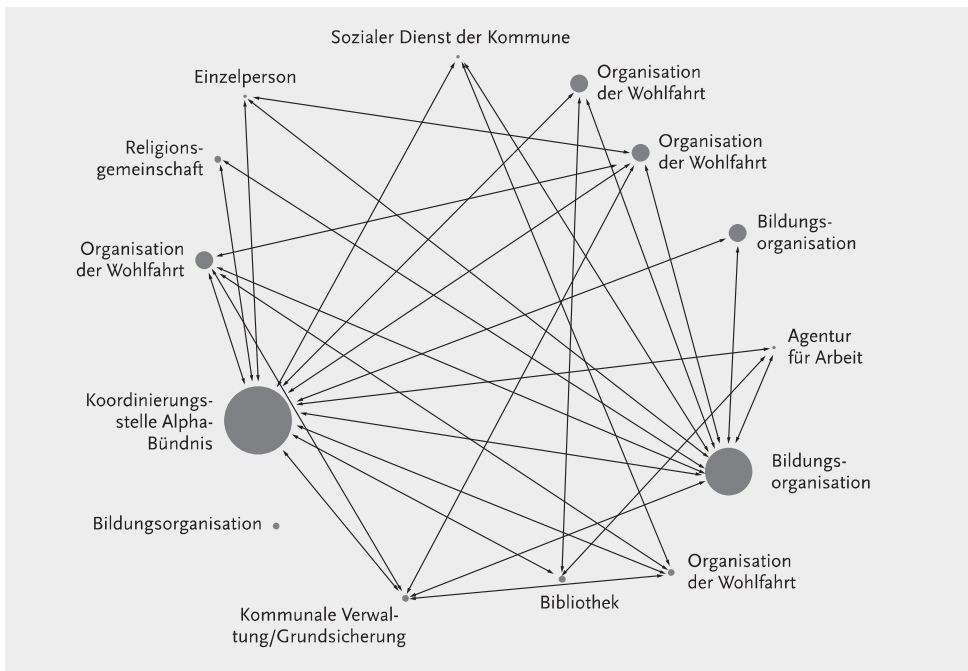 Sozialer Dienst der Kommune
Einzelperson
Organisation
der Wohlfahrt
Religions-
gemeinschaft
Organisation
der Wohlfahrt
Bildungs-
organisation
Organisation
der Wohlfahrt
Agentur
für Arbeit
Koordinierungs-
stelle Alpha-
Bündnis
Bildungs-
organisation
Bildungsorganisation
Organisation
der Wohlfahrt
Bibliothek
Kommunale Verwal-
tung/Grundsicherung